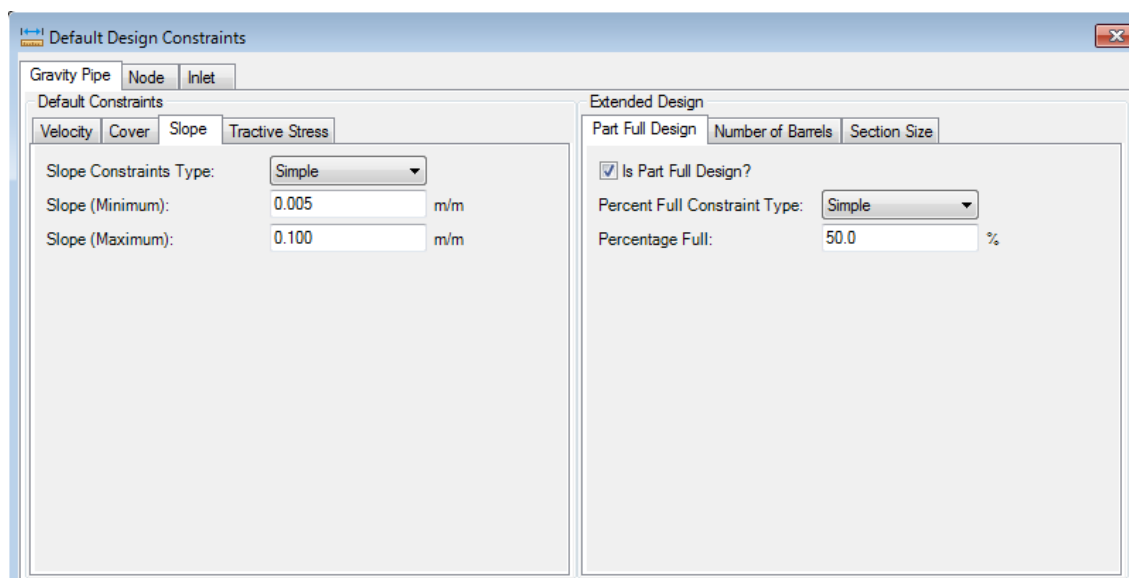 Default Design Constraints
Gravity Pipe Node Inlet
Default Constraints
Velocity Cover Slope Tractive Stress
Slope Constraints Type: Simple
Slope (Minimum): 0.005 m/m
Slope (Maximum): 0.100 m/m
Extended Design
Part Full Design Number of Barrels Section Size
Is Part Full Design?
Percent Full Constraint Type: Simple
Percentage Full: 50.0 %